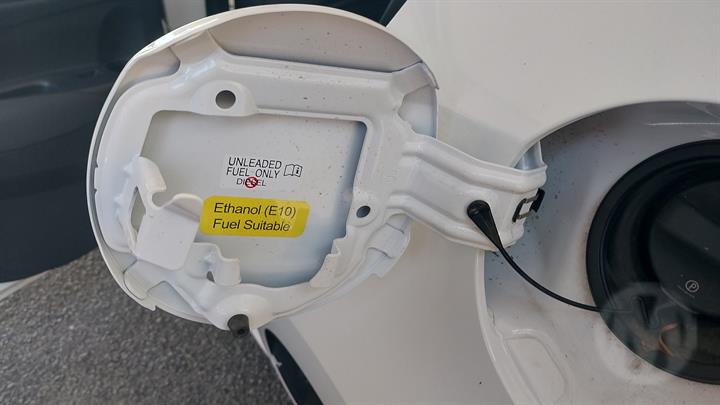 UNLEADED
FUEL ONLY
DIESEL
Ethanol (E10)
Fuel Suitable
P
M